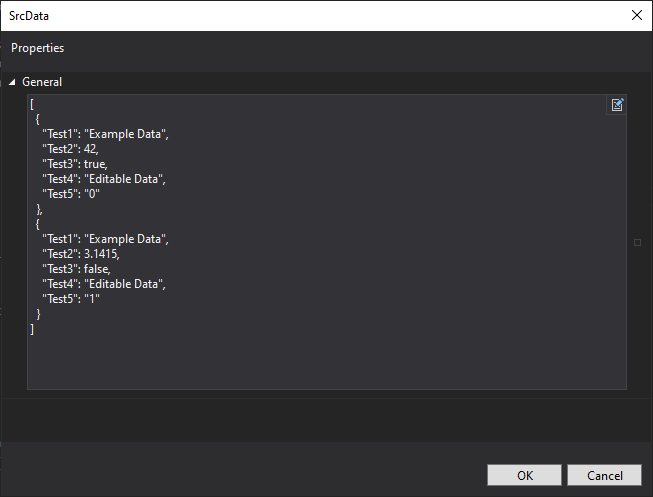 SrcData
Properties
General
[
{
"Test1": "Example Data",
"Test2": 42,
"Test3": true,
"Test4": "Editable Data",
"Test5": "0"
},
{
"Test1": "Example Data",
"Test2": 3.1415,
"Test3": false,
"Test4": "Editable Data",
"Test5": "1"
}
]
OK Cancel